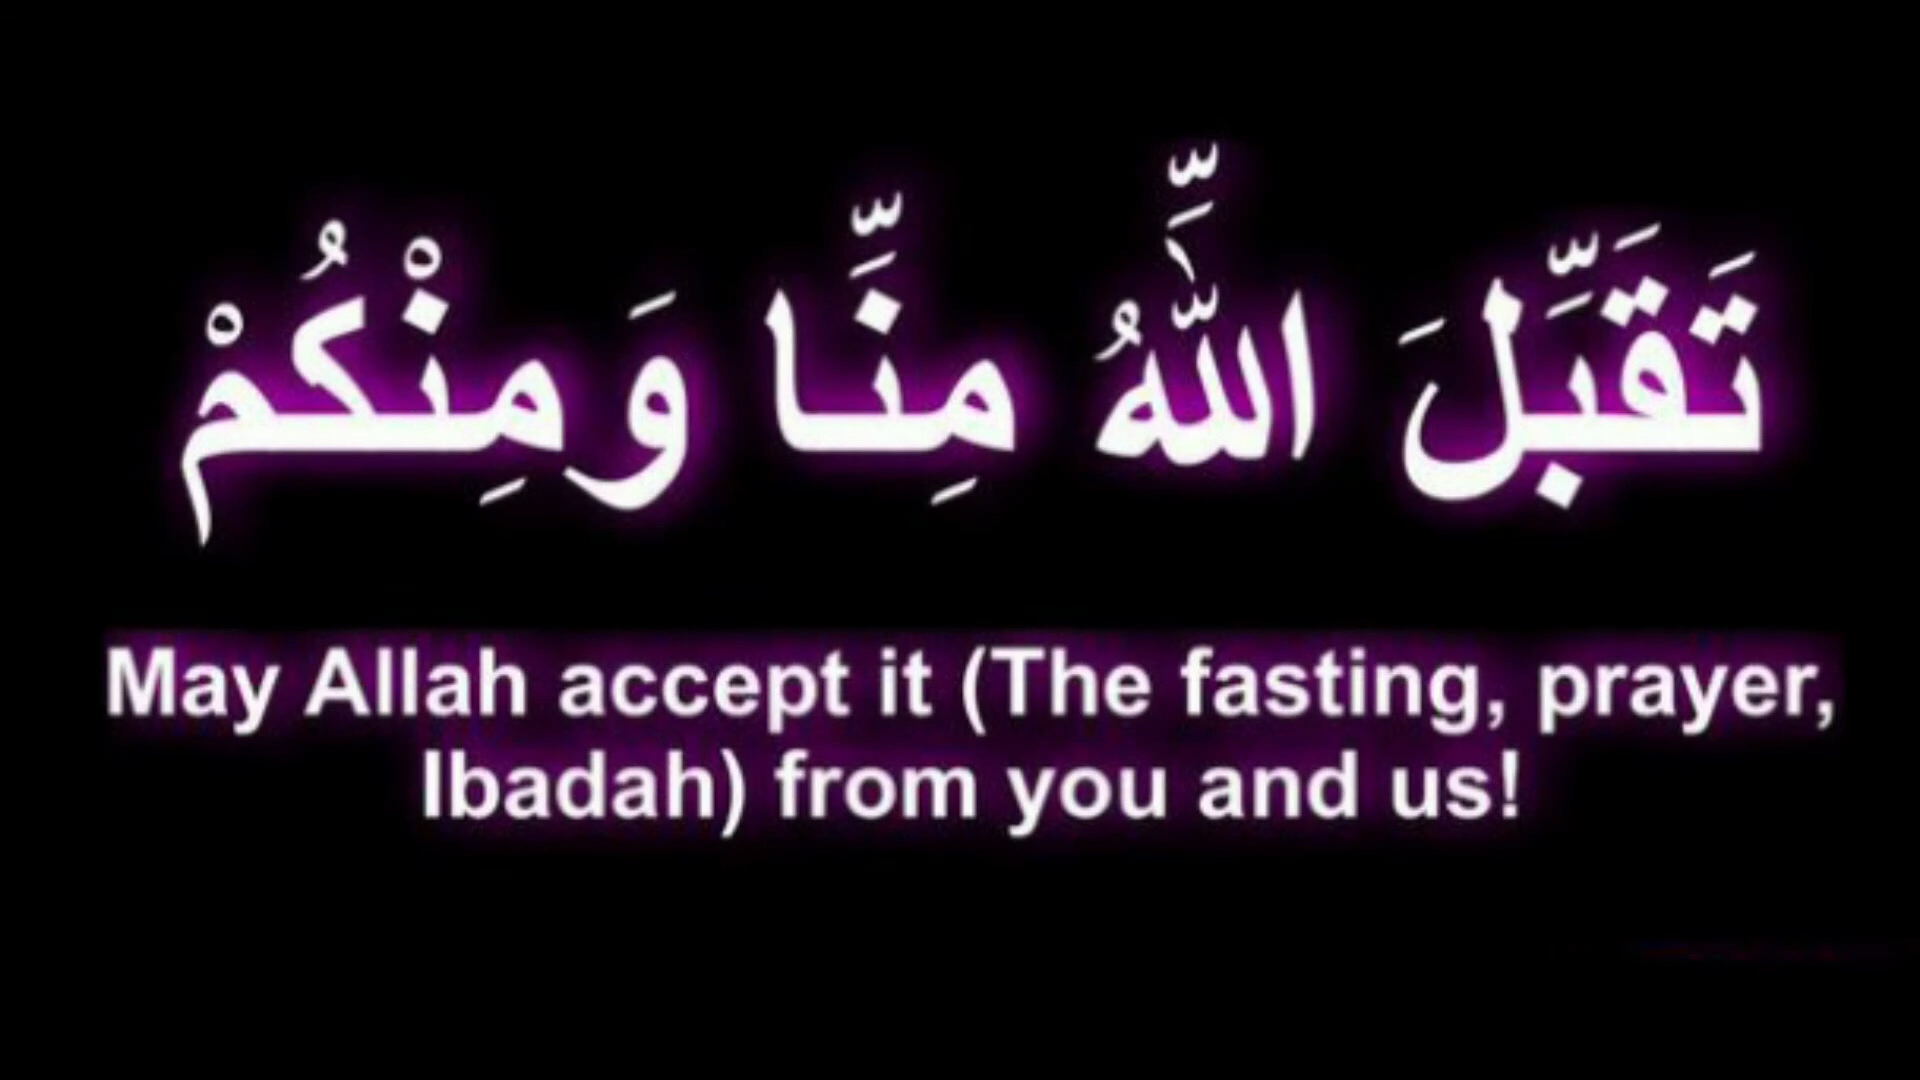 تَقَبَّلَ اللّٰهُ مِنَّا وَمِنْكُمْ
May Allah accept it (The fasting, prayer,
Ibadah) from you and us!